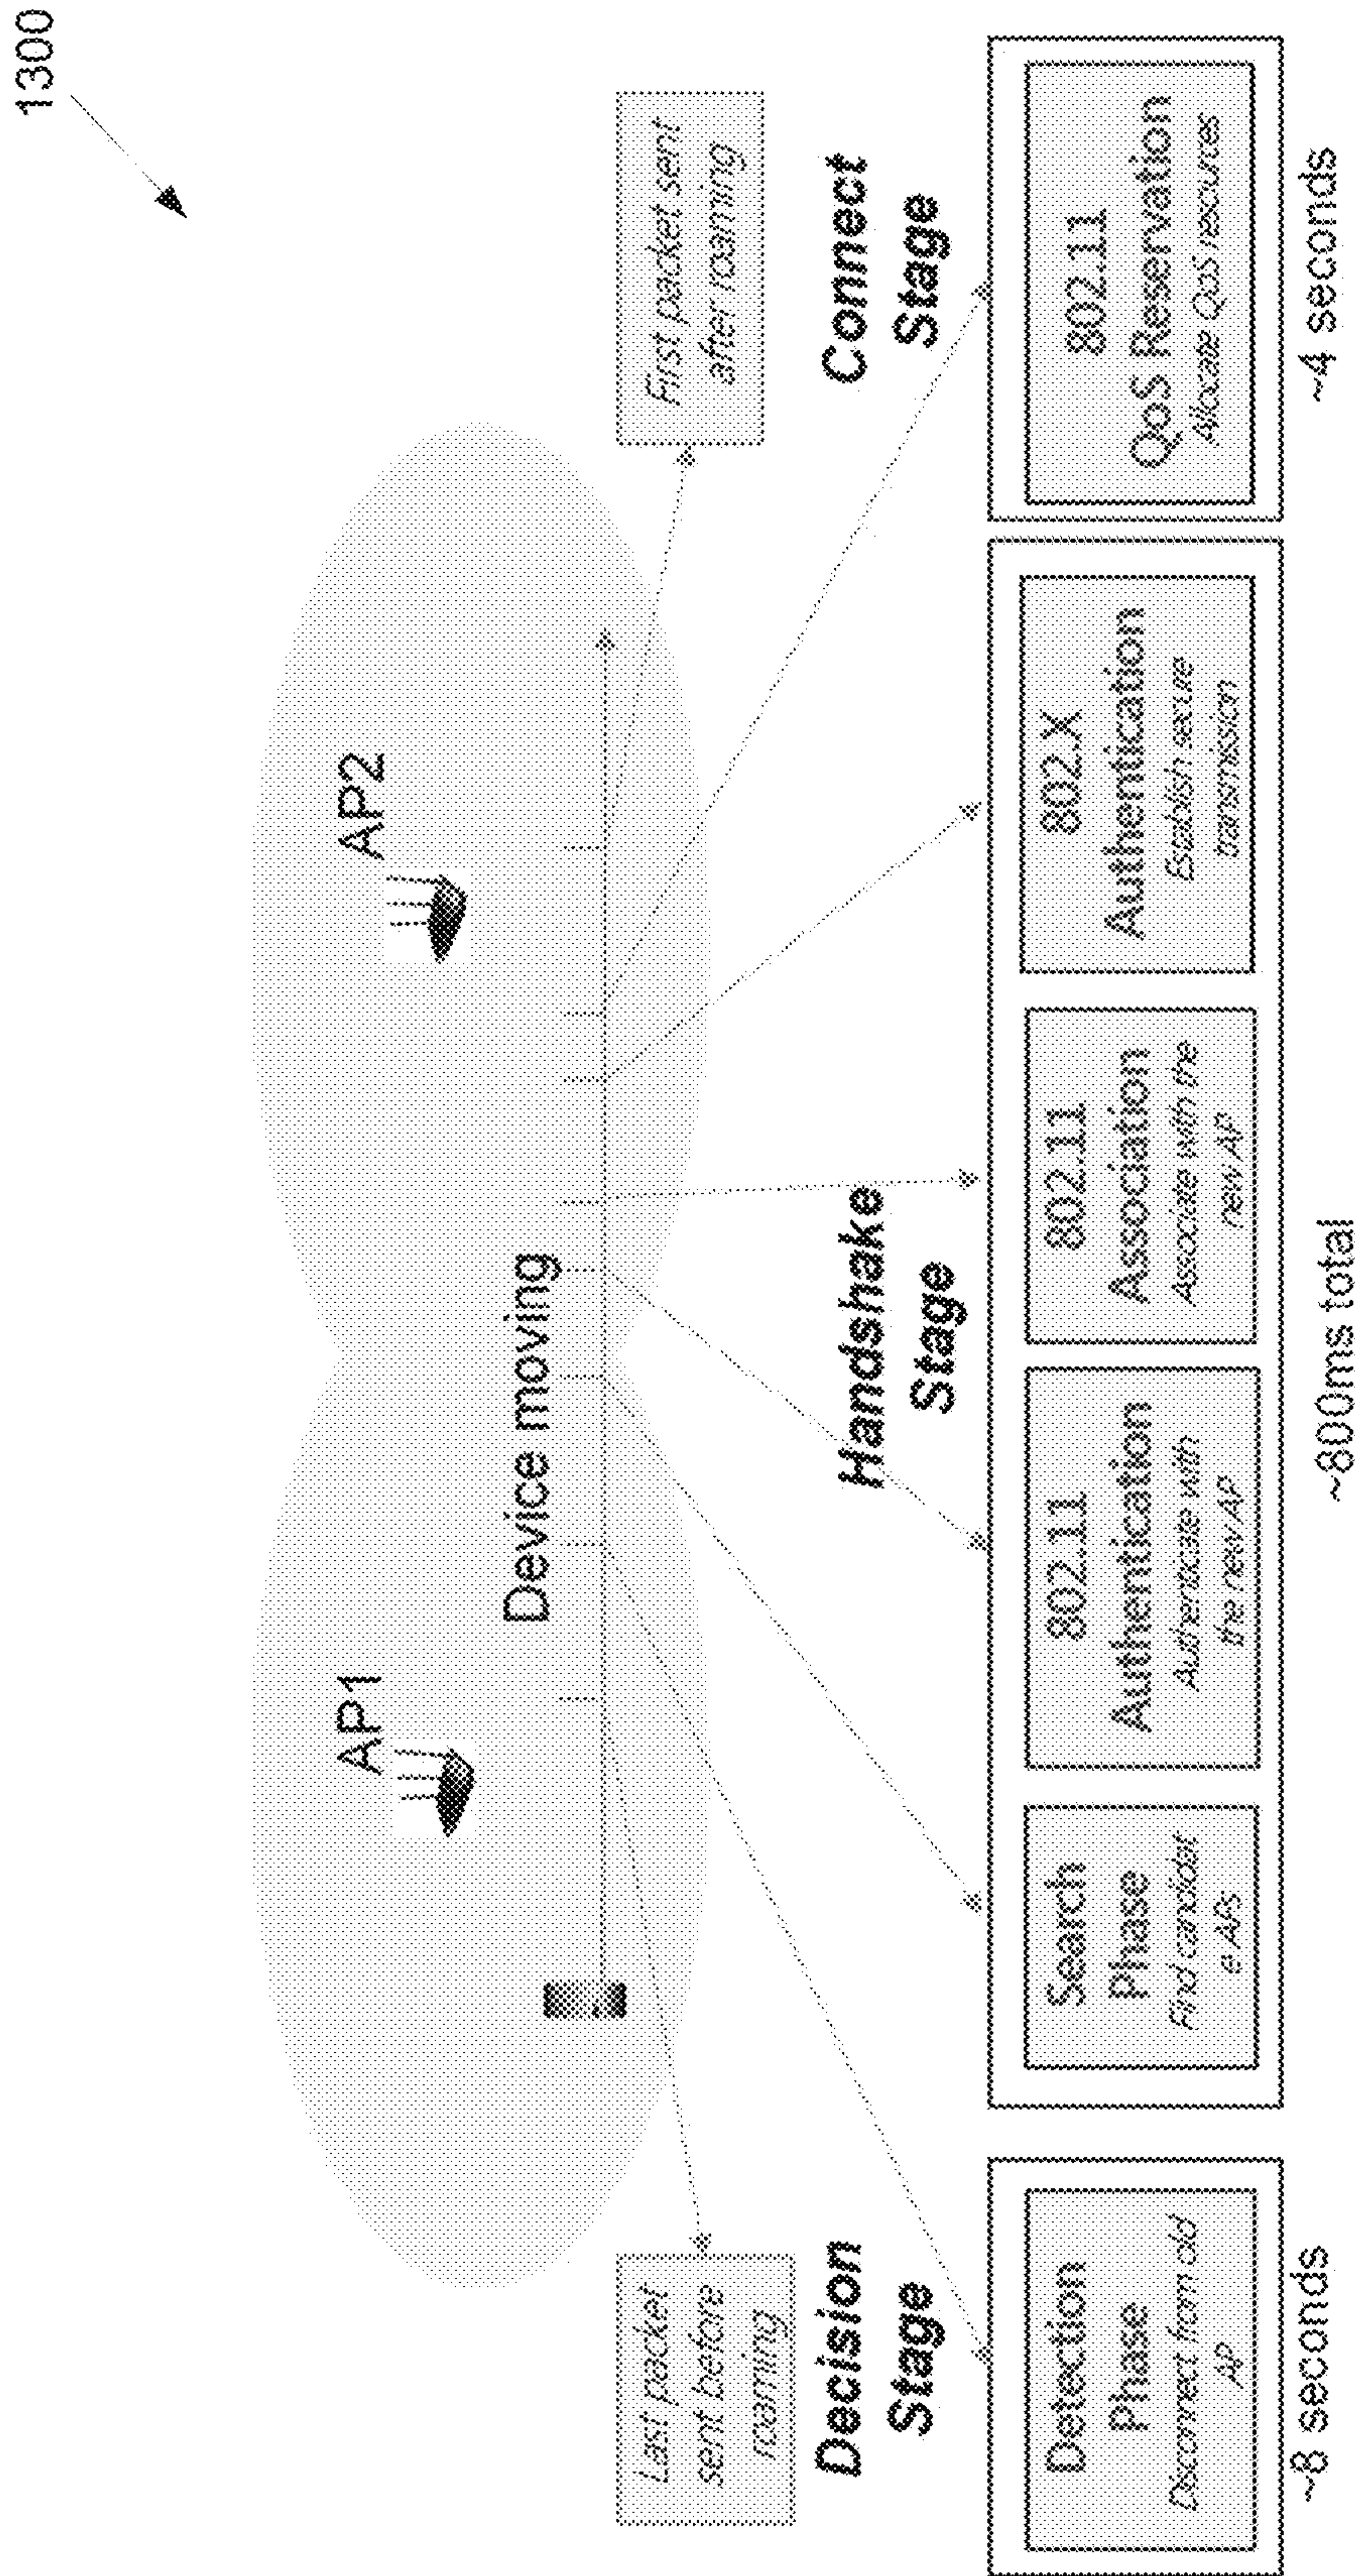 1300
AP1
AP2
Device moving
Last packet
sent before
roaming
First packet sent
after roaming
Decision
Stage
Handshake
Stage
Connect
Stage
Detection
Phase
Disconnect from old
AP
Search
Phase
Find candidat
e APs
802.11
Authentication
Authenticate with
the new AP
802.11
Association
Associate with the
new AP
802.X
Authentication
Establish secure
transmission
802.11
QoS Reservation
Allocate QoS resources
~8 seconds
~800ms total
~4 seconds